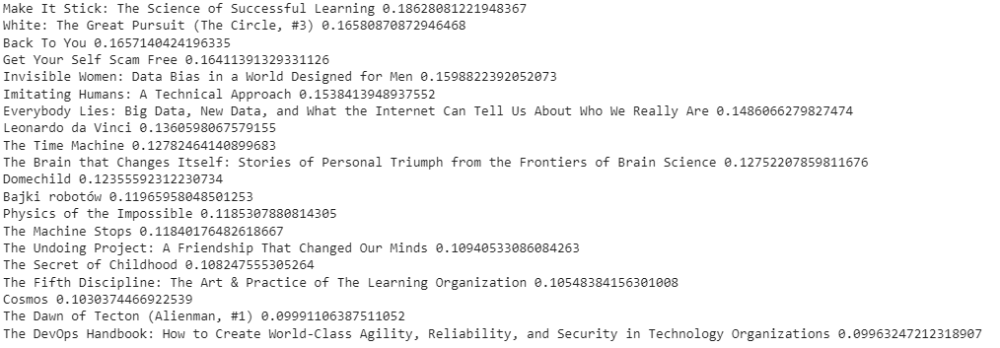 Make It Stick: The Science of Successful Learning 0.18628081221948367
White: The Great Pursuit (The Circle, #3) 0.16580870872946468
Back To You 0.1657140424196335
Get Your Self Scam Free 0.16411391329331126
Invisible Women: Data Bias in a World Designed for Men 0.1598822392052073
Imitating Humans: A Technical Approach 0.1538413948937552
Everybody Lies: Big Data, New Data, and What the Internet Can Tell Us About Who We Really Are 0.1486066279827474
Leonardo da Vinci 0.1360598067579155
The Time Machine 0.12782464140899683
The Brain that Changes Itself: Stories of Personal Triumph from the Frontiers of Brain Science 0.12752207859811676
Domechild 0.12355592312230734
Bajki robotów 0.11965958048501253
Physics of the Impossible 0.1185307880814305
The Machine Stops 0.11840176482618667
The Undoing Project: A Friendship That Changed Our Minds 0.10940533086084263
The Secret of Childhood 0.108247555305264
The Fifth Discipline: The Art & Practice of The Learning Organization 0.10548384156301008
Cosmos 0.1030374466922539
The Dawn of Tecton (Alienman, #1) 0.09991106387511052
The DevOps Handbook: How to Create World-Class Agility, Reliability, and Security in Technology Organizations 0.09963247212318907